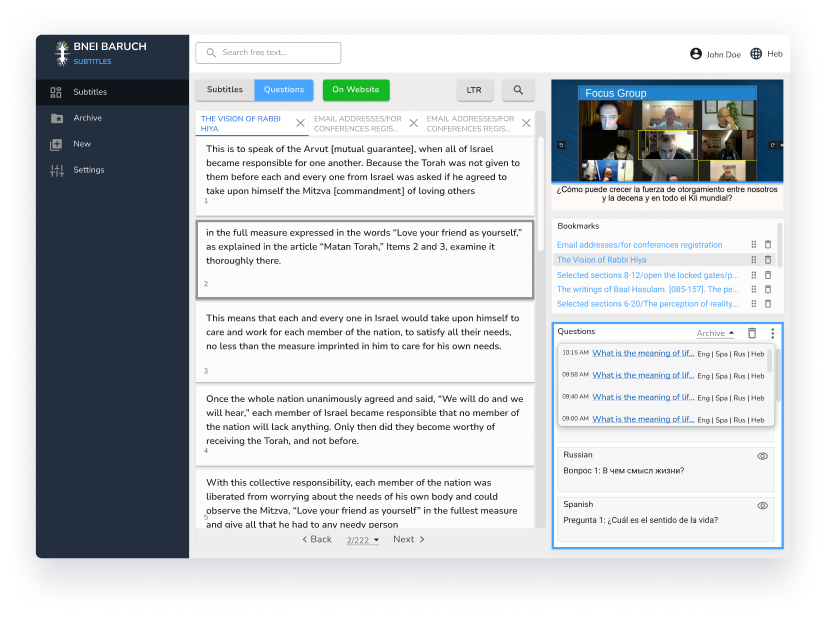 BNEI BARUCH
SUBTITLES
Search free text...
John Doe
Heb
Subtitles
Archive
New
Settings
Subtitles
Questions
On Website
LTR
THE VISION OF RABBI
HIYA
EMAIL ADDRESSES/FOR
CONFERENCES REGIS...
EMAIL ADDRESSES/FOR
CONFERENCES REGIS...
This is to speak of the Arvut [mutual guarantee], when all of Israel
became responsible for one another. Because the Torah was not given to
them before each and every one from Israel was asked if he agreed to
take upon himself the Mitzva [commandment] of loving others
1
in the full measure expressed in the words “Love your friend as yourself,”
as explained in the article “Matan Torah,” Items 2 and 3, examine it
thoroughly there.
2
This means that each and every one in Israel would take upon himself to
care and work for each member of the nation, to satisfy all their needs,
no less than the measure imprinted in him to care for his own needs.
3
Once the whole nation unanimously agreed and said, “We will do and we
will hear,” each member of Israel became responsible that no member of
the nation will lack anything. Only then did they become worthy of
receiving the Torah, and not before.
4
With this collective responsibility, each member of the nation was
liberated from worrying about the needs of his own body and could
observe the Mitzva, “Love your friend as yourself” in the fullest measure
and give all that he had to any needy person
5
Back
2/222
Next
Focus Group
¿Cómo puede crecer la fuerza de otorgamiento entre nosotros
y la decena y en todo el Kli mundial?
Bookmarks
Email addresses/for conferences registration
The Vision of Rabbi Hiya
Selected sections 8-12/open the locked gates/p...
The writings of Baal Hasulam. [085-157]. The pe...
Selected sections 6-20/The perception of reality...
Questions
Archive
10:15 AM What is the meaning of lif... Eng | Spa | Rus | Heb
09:58 AM What is the meaning of lif... Eng | Spa | Rus | Heb
09:40 AM What is the meaning of lif... Eng | Spa | Rus | Heb
09:00 AM What is the meaning of lif... Eng | Spa | Rus | Heb
Russian
Вопрос 1: В чем смысл жизни?
Spanish
Pregunta 1: ¿Cuál es el sentido de la vida?